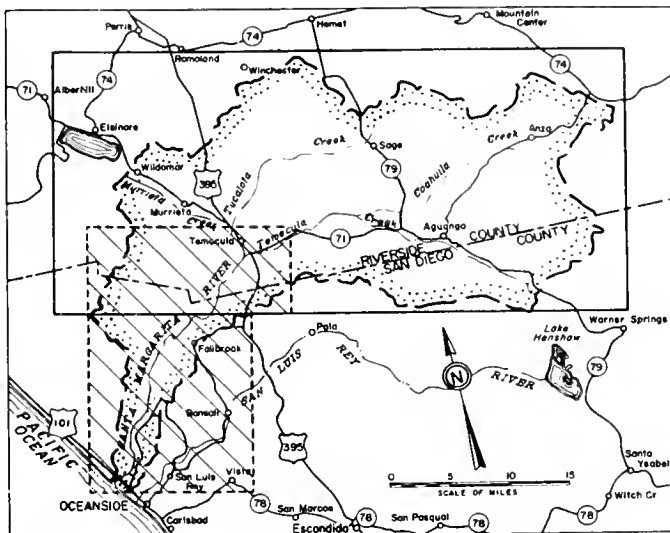 Perris
74
Hemet
Mountain
Center
Romoland
Winchester
74
71
74
Alberhill
Elsinore
Wildomar
395
Tucalota
Creek
Sage
79
Coahuila
Creek
Anza
Murrieta
Creek
Murrieta
Temecula
Temecula
Creek
71
Aguanga
RIVERSIDE COUNTY
SAN DIEGO COUNTY
SANTA MARGARITA RIVER
Fallbrook
Pala
SAN LUIS REY RIVER
Lake
Henshaw
Warner Springs
79
N
101
PACIFIC
OCEAN
Bonsall
395
0 5 10 15
SCALE OF MILES
Santa
Ysabel
San Luis
Rey
Vista
OCEANSIDE
Carlsbad
78
San Marcos
Escondido
78
San Pasqual
78
Witch Cr
78